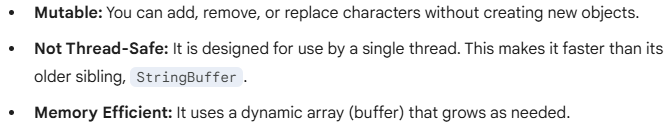 • Mutable: You can add, remove, or replace characters without creating new objects.
• Not Thread-Safe: It is designed for use by a single thread. This makes it faster than its
older sibling, StringBuffer.
• Memory Efficient: It uses a dynamic array (buffer) that grows as needed.